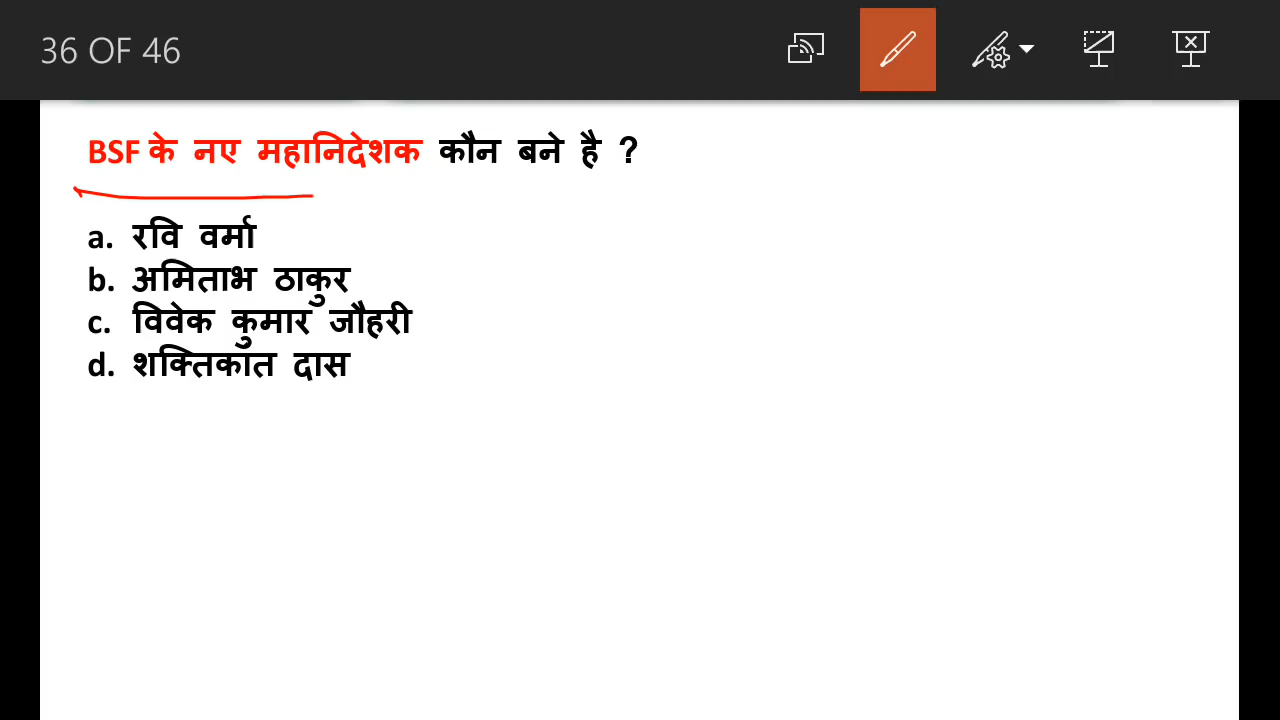 36 OF 46
BSF के नए महानिदेशक कौन बने है ?
a. रवि वर्मा
b. अमिताभ ठाकुर
c. विवेक कुमार जौहरी
d. शक्तिकांत दास